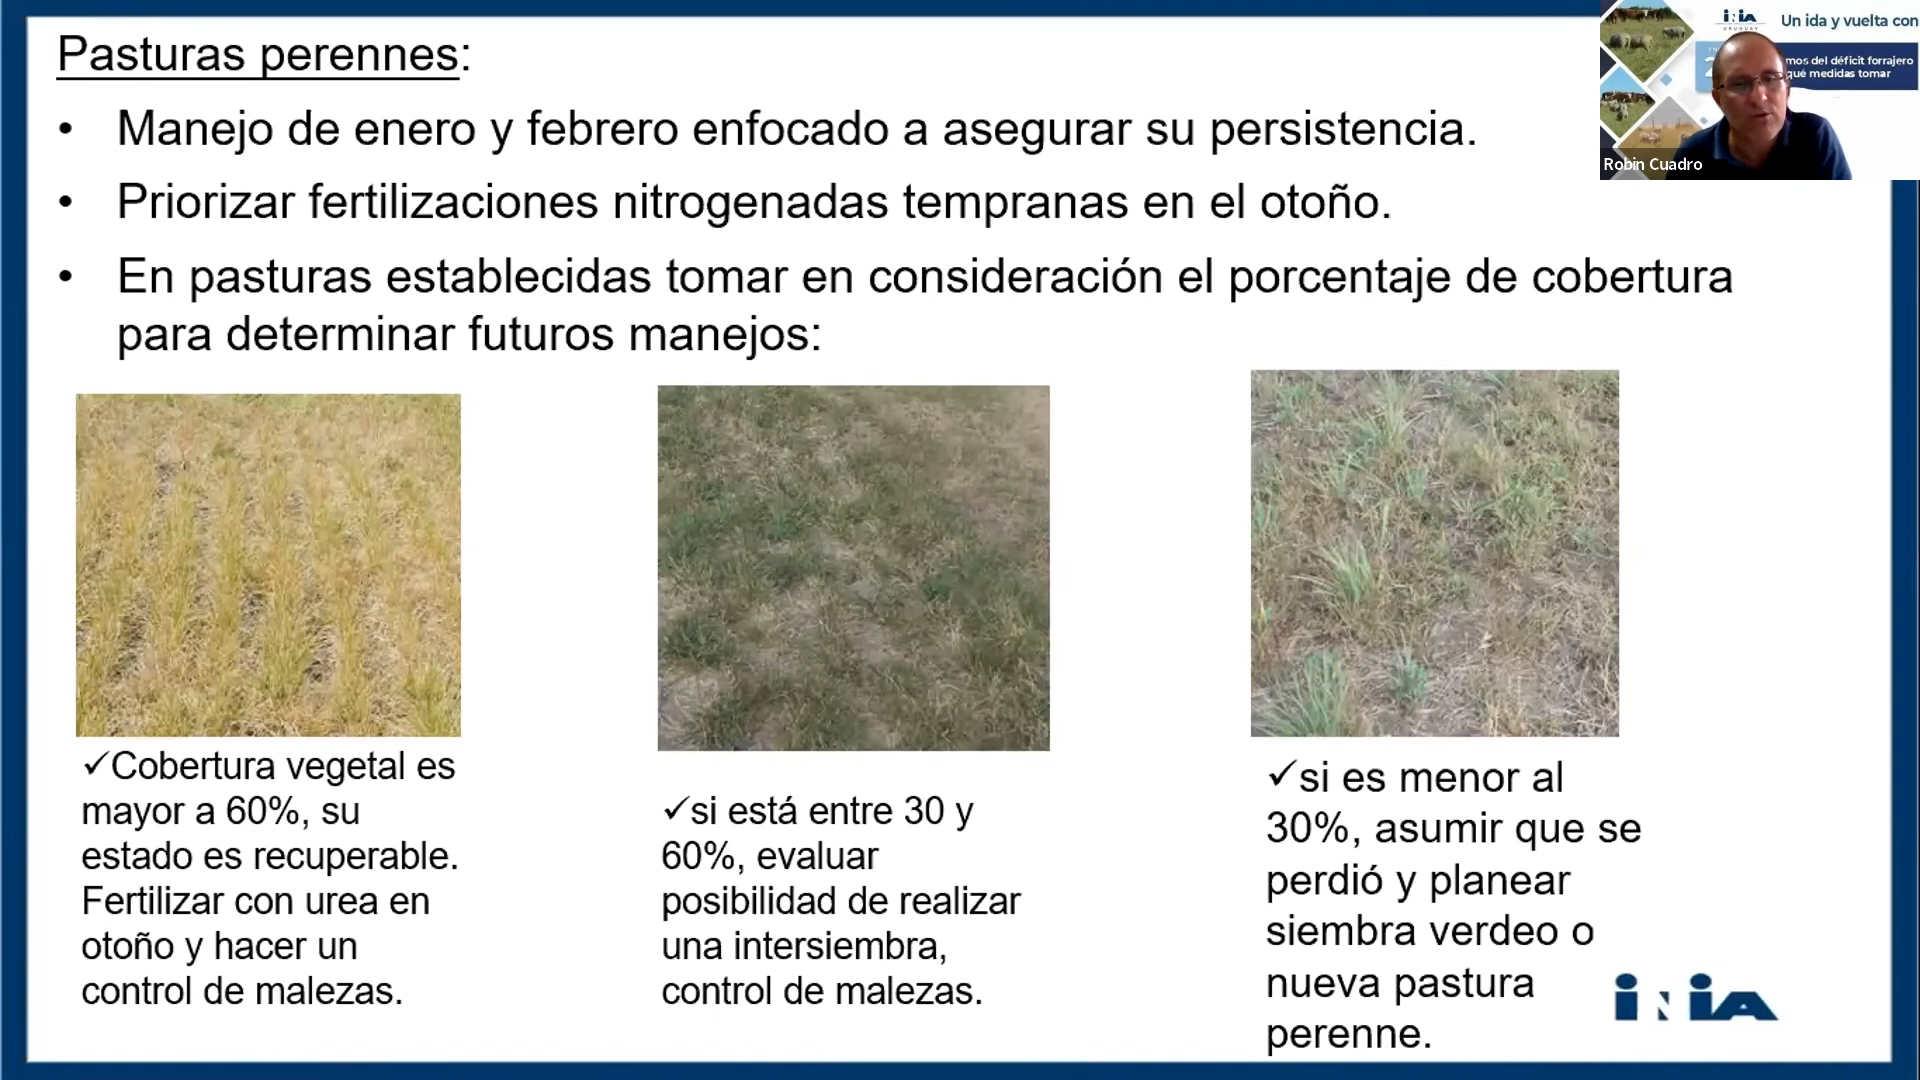 Pasturas perennes:
• Manejo de enero y febrero enfocado a asegurar su persistencia.
• Priorizar fertilizaciones nitrogenadas tempranas en el otoño.
• En pasturas establecidas tomar en consideración el porcentaje de cobertura
para determinar futuros manejos:
✓Cobertura vegetal es
mayor a 60%, su
estado es recuperable.
Fertilizar con urea en
otoño y hacer un
control de malezas.
✓si está entre 30 y
60%, evaluar
posibilidad de realizar
una intersiembra,
control de malezas.
✓si es menor al
30%, asumir que se
perdió y planear
siembra verdeo o
nueva pastura
perenne.
inia
inia
URUGUAY
Un ida y vuelta con
mos del déficit forrajero
qué medidas tomar
Robin Cuadro